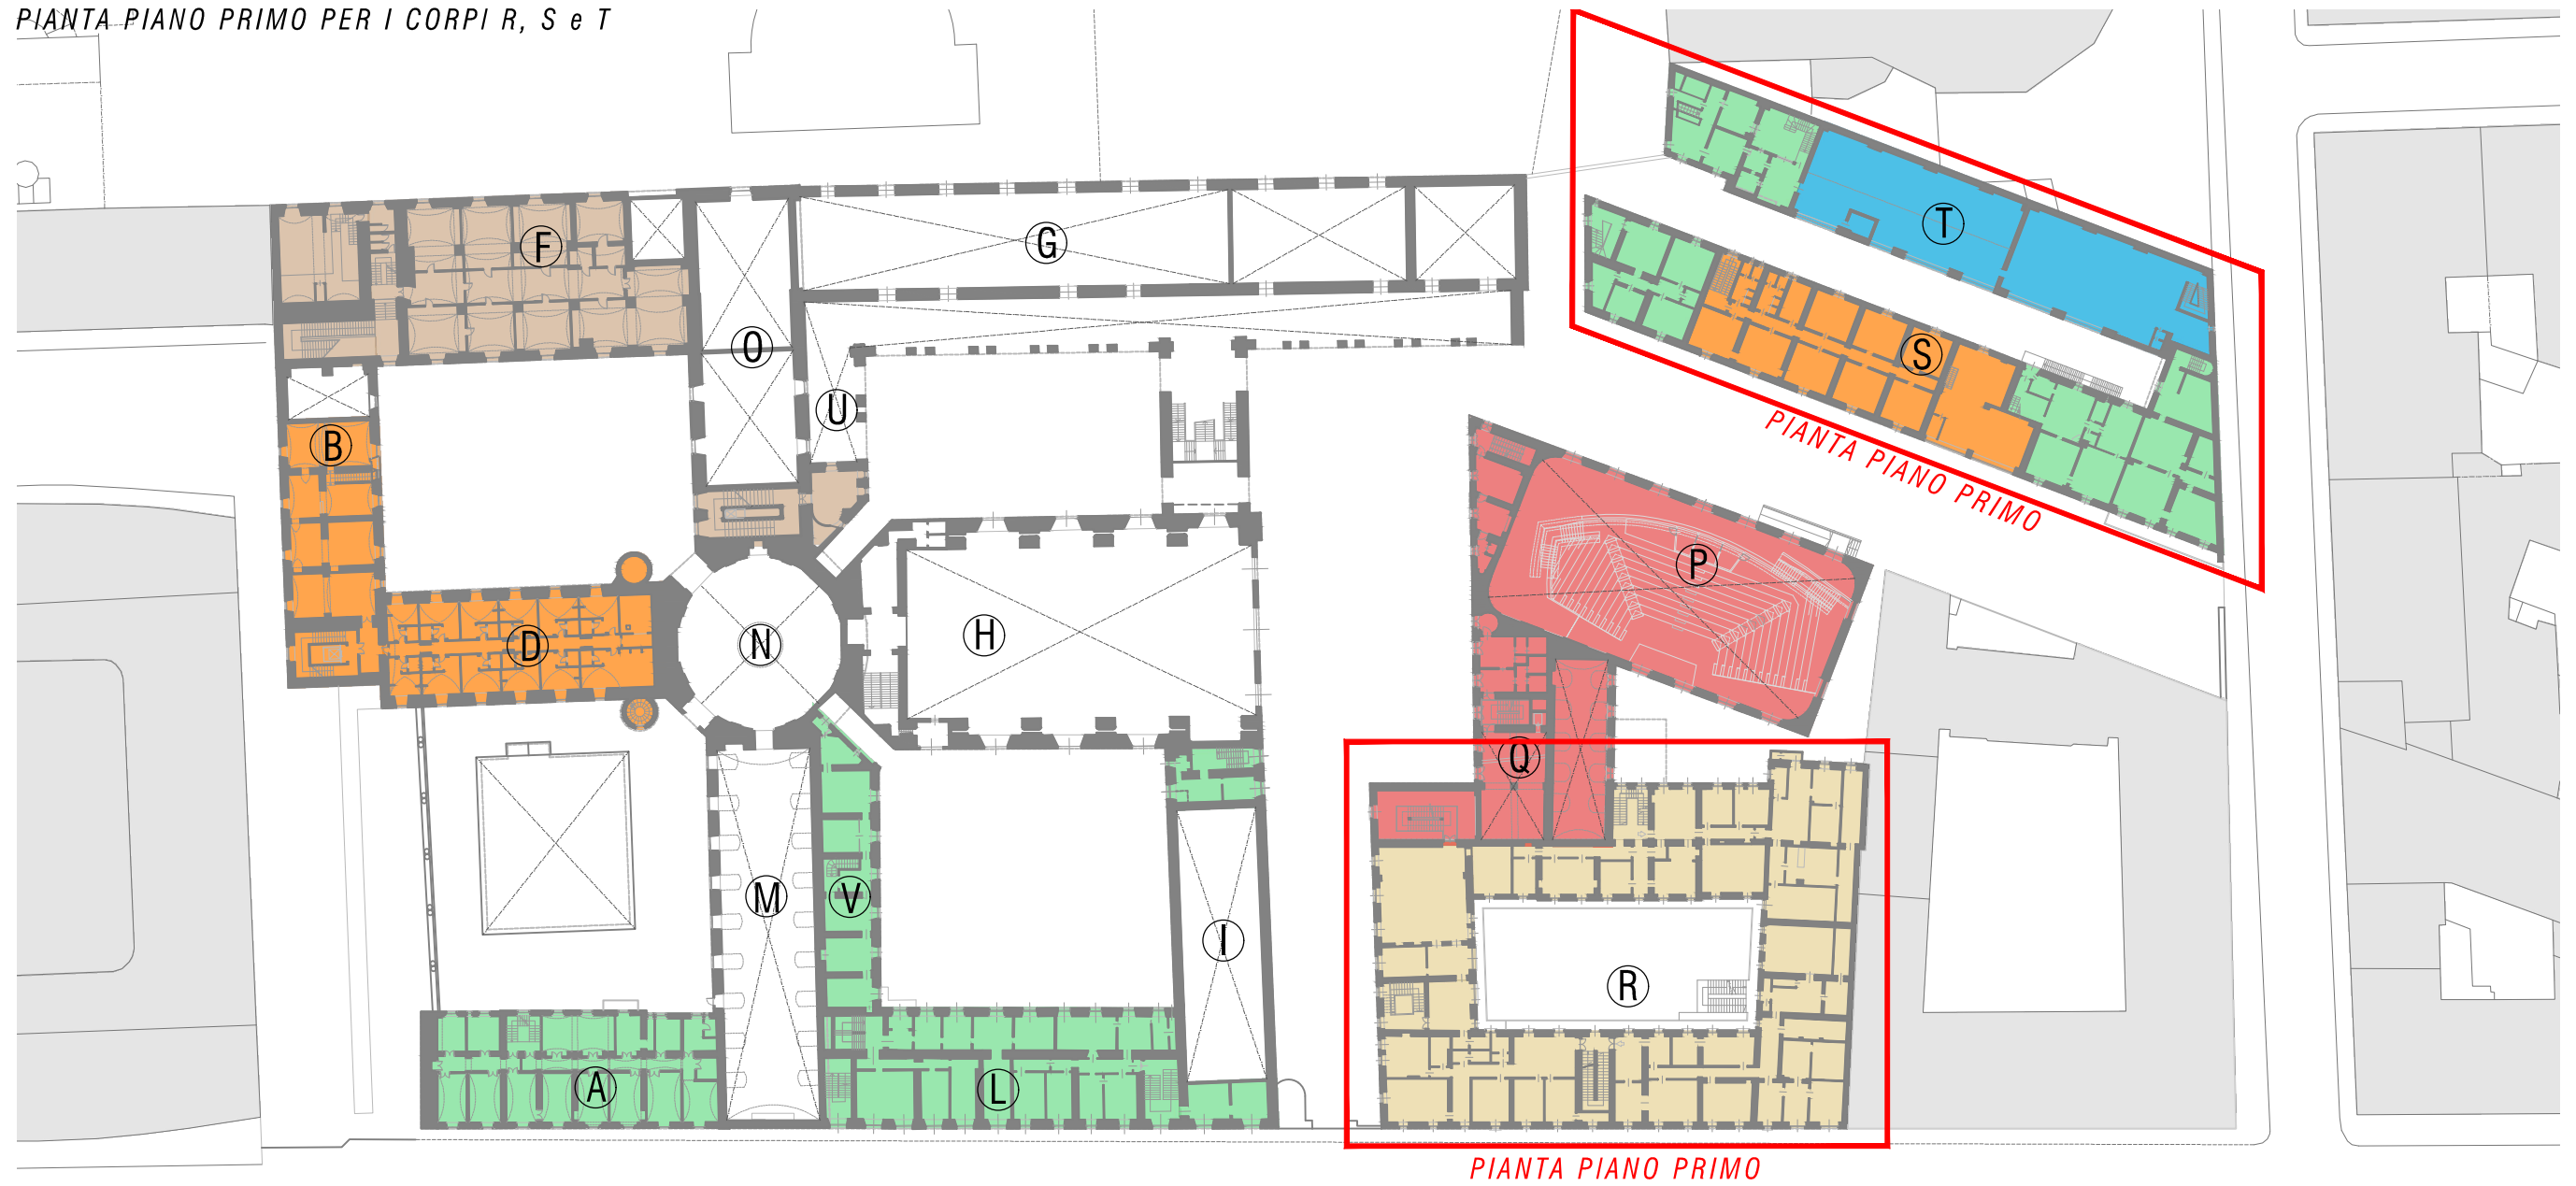 PIANTA PIANO PRIMO PER I CORPI R, S e T
T
F
G
O
S
U
B
PIANTA PIANO PRIMO
P
H
N
D
Q
M
V
I
R
A
L
PIANTA PIANO PRIMO